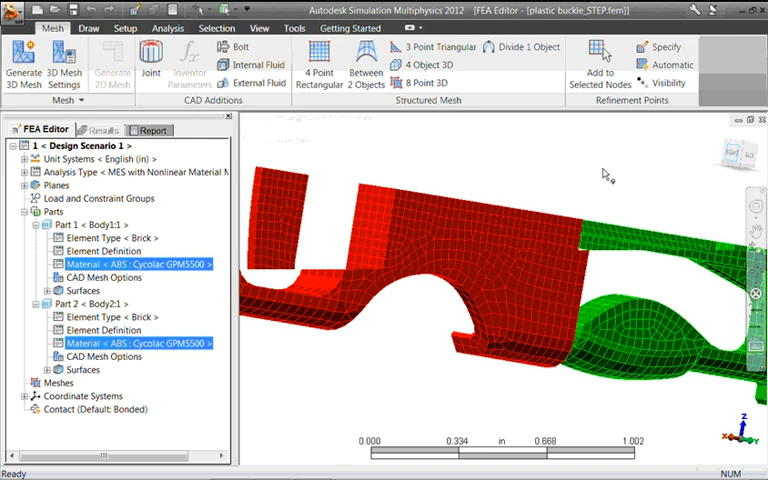 Autodesk Simulation Multiphysics 2012 - [FEA Editor - [plastic buckle_STEP.fem]]
Mesh Draw Setup Analysis Selection View Tools Getting Started
Generate 3D Mesh
3D Mesh Settings
Generate 2D Mesh
Mesh
Joint
Inventor Parameters
Bolt
Internal Fluid
External Fluid
CAD Additions
4 Point Rectangular
Between 2 Objects
3 Point Triangular
4 Object 3D
8 Point 3D
Divide 1 Object
Structured Mesh
Add to Selected Nodes
Specify
Automatic
Visibility
Refinement Points
FEA Editor Results Report
1 < Design Scenario 1 >
Unit Systems < English (in) >
Analysis Type < MES with Nonlinear Material M
Planes
Load and Constraint Groups
Parts
Part 1 < Body1:1 >
Element Type < Brick >
Element Definition
Material < ABS : Cycolac GPM5500 >
CAD Mesh Options
Surfaces
Part 2 < Body2:1 >
Element Type < Brick >
Element Definition
Material < ABS : Cycolac GPM5500 >
CAD Mesh Options
Surfaces
Meshes
Coordinate Systems
Contact (Default: Bonded)
0.000 0.334 in 0.668 1.002
Z
X Y
Ready NUM